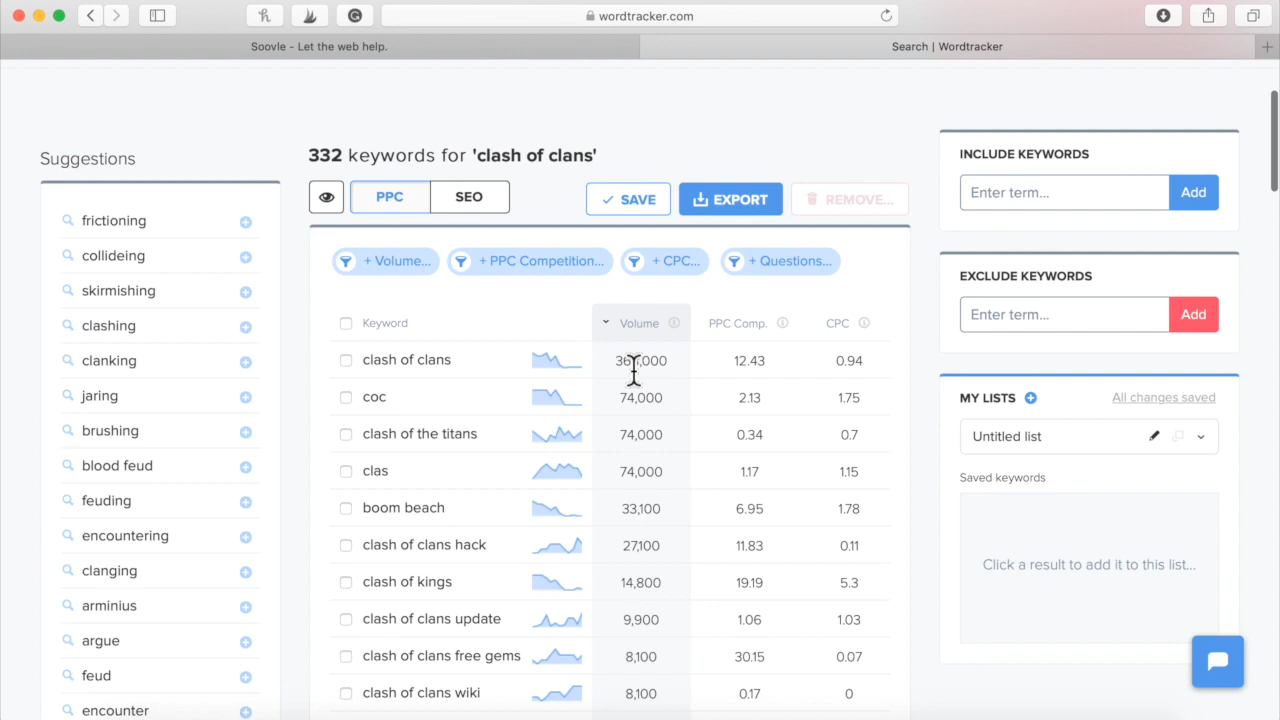 wordtracker.com
Soovle - Let the web help.
Search | Wordtracker
Suggestions
frictioning
collideing
skirmishing
clashing
clanking
jaring
brushing
blood feud
feuding
encountering
clanging
arminius
argue
feud
encounter
332 keywords for 'clash of clans'
PPC SEO SAVE EXPORT REMOVE...
+ Volume... + PPC Competition... + CPC... + Questions...
Keyword Volume PPC Comp. CPC
clash of clans 12.43 0.94
coc 74,000 2.13 1.75
clash of the titans 74,000 0.34 0.7
clas 74,000 1.17 1.15
boom beach 33,100 6.95 1.78
clash of clans hack 27,100 11.83 0.11
clash of kings 14,800 19.19 5.3
clash of clans update 9,900 1.06 1.03
clash of clans free gems 8,100 30.15 0.07
clash of clans wiki 8,100 0.17 0
INCLUDE KEYWORDS
Enter term... Add
EXCLUDE KEYWORDS
Enter term... Add
MY LISTS All changes saved
Untitled list
Saved keywords
Click a result to add it to this list...